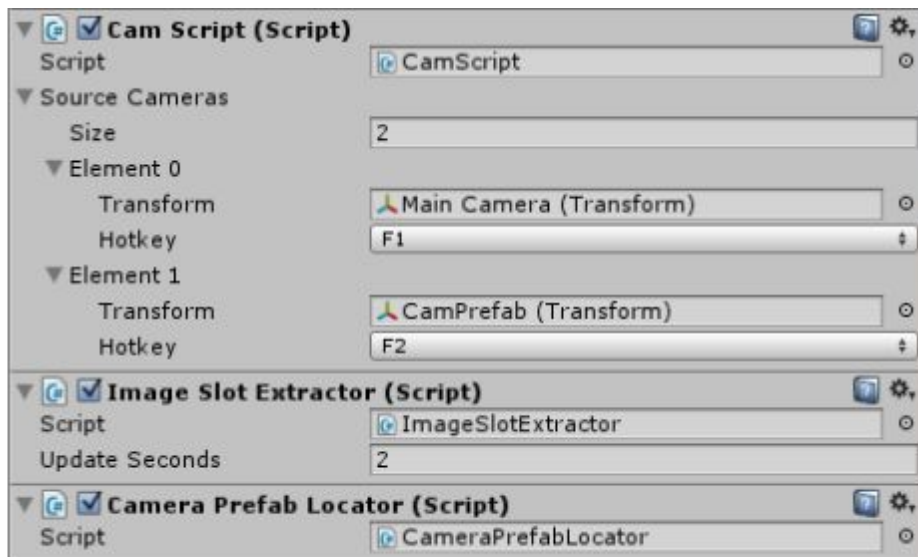 Cam Script (Script)
Script CamScript
Source Cameras
Size 2
Element 0
Transform Main Camera (Transform)
Hotkey F1
Element 1
Transform CamPrefab (Transform)
Hotkey F2
Image Slot Extractor (Script)
Script ImageSlotExtractor
Update Seconds 2
Camera Prefab Locator (Script)
Script CameraPrefabLocator